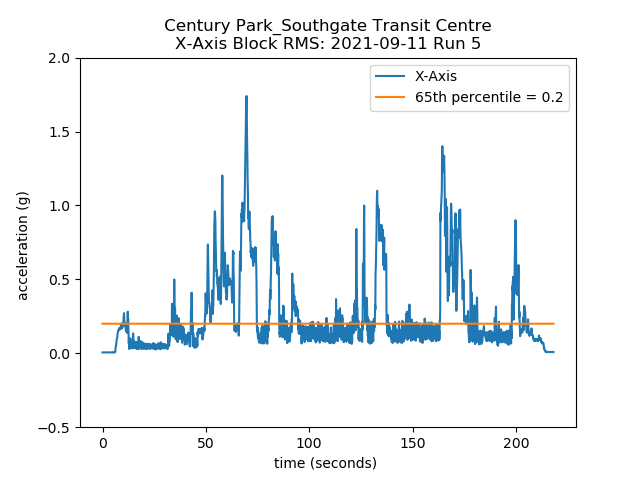 Century Park_Southgate Transit Centre
X-Axis Block RMS: 2021-09-11 Run 5
X-Axis
65th percentile = 0.2
acceleration (g)
2.0
1.5
1.0
0.5
0.0
−0.5
0
50
100
150
200
time (seconds)